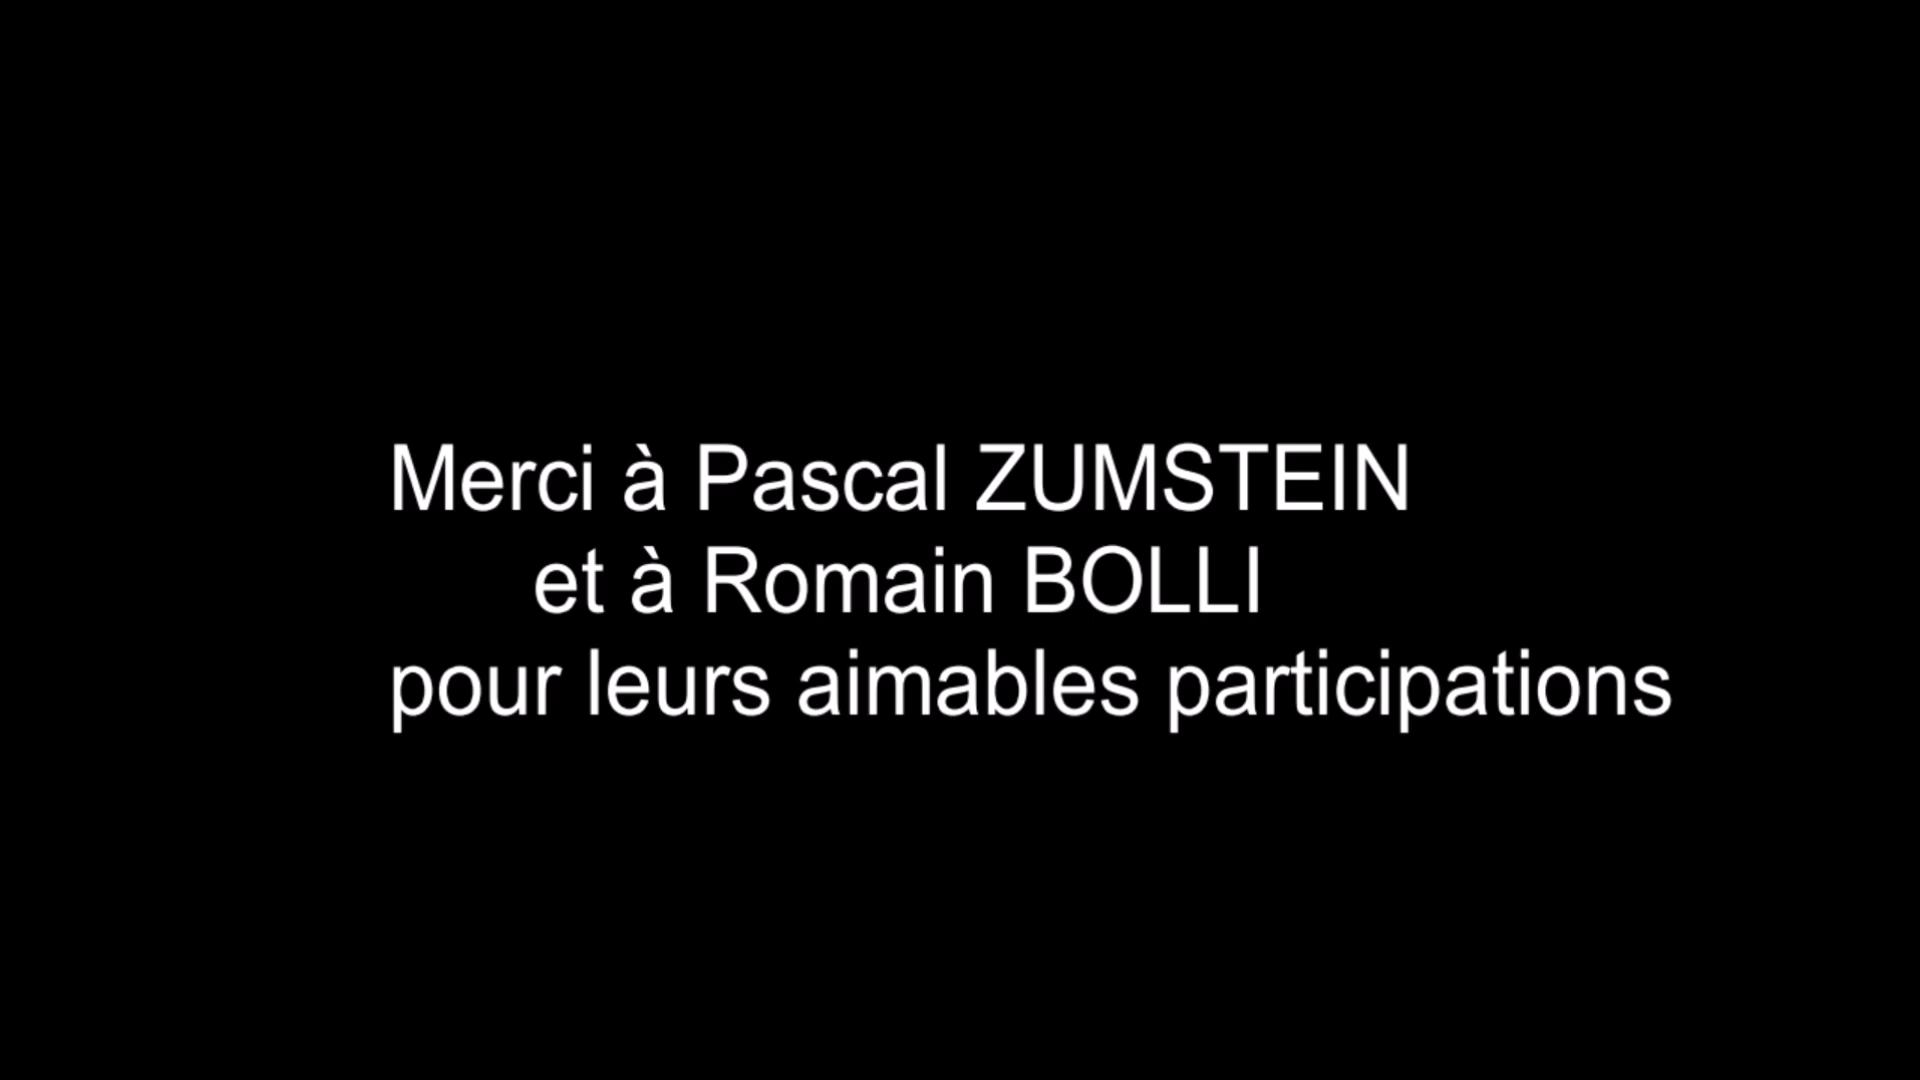 Merci à Pascal ZUMSTEIN
et à Romain BOLLI
pour leurs aimables participations